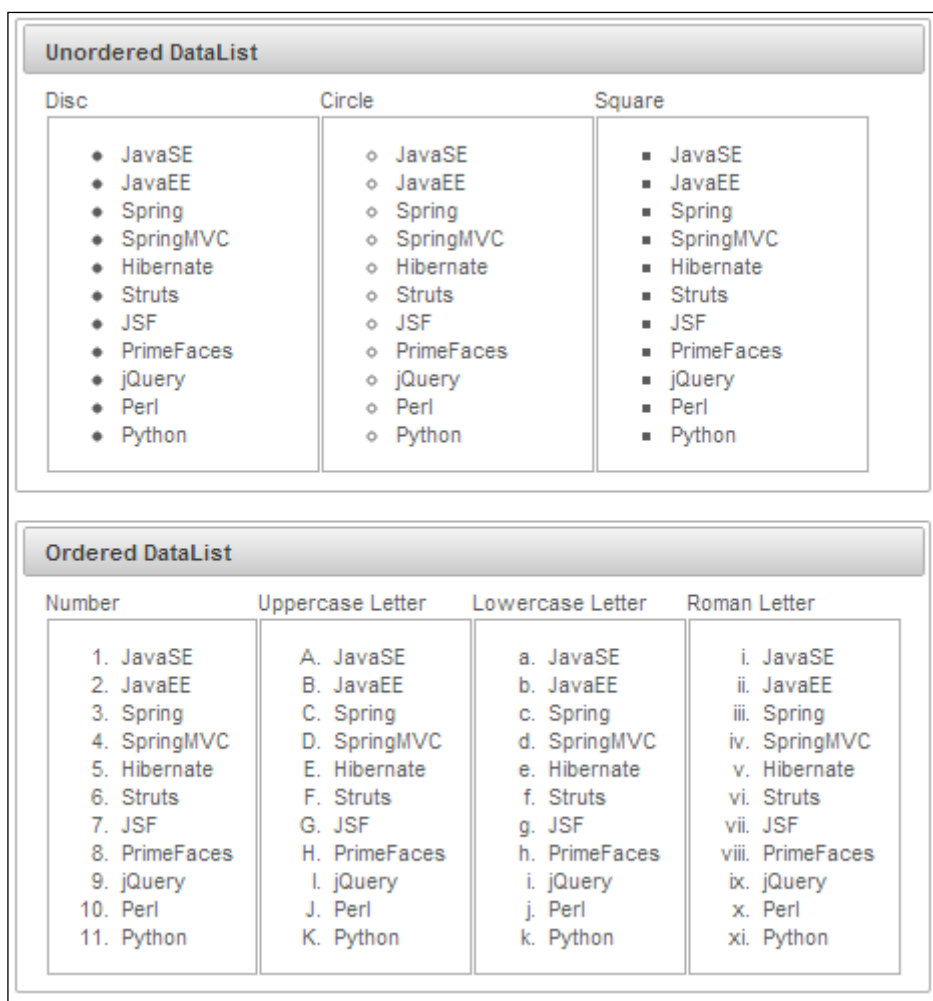 Unordered DataList
Disc
JavaSE
JavaEE
Spring
SpringMVC
Hibernate
Struts
JSF
PrimeFaces
jQuery
Perl
Python
Circle
JavaSE
JavaEE
Spring
SpringMVC
Hibernate
Struts
JSF
PrimeFaces
jQuery
Perl
Python
Square
JavaSE
JavaEE
Spring
SpringMVC
Hibernate
Struts
JSF
PrimeFaces
jQuery
Perl
Python
Ordered DataList
Number
1. JavaSE
2. JavaEE
3. Spring
4. SpringMVC
5. Hibernate
6. Struts
7. JSF
8. PrimeFaces
9. jQuery
10. Perl
11. Python
Uppercase Letter
A. JavaSE
B. JavaEE
C. Spring
D. SpringMVC
E. Hibernate
F. Struts
G. JSF
H. PrimeFaces
I. jQuery
J. Perl
K. Python
Lowercase Letter
a. JavaSE
b. JavaEE
c. Spring
d. SpringMVC
e. Hibernate
f. Struts
g. JSF
h. PrimeFaces
i. jQuery
j. Perl
k. Python
Roman Letter
i. JavaSE
ii. JavaEE
iii. Spring
iv. SpringMVC
v. Hibernate
vi. Struts
vii. JSF
viii. PrimeFaces
ix. jQuery
x. Perl
xi. Python